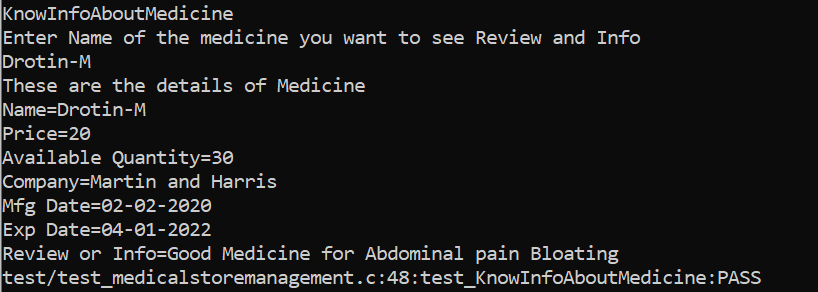 KnowInfoAboutMedicine
Enter Name of the medicine you want to see Review and Info
Drotin-M
These are the details of Medicine
Name=Drotin-M
Price=20
Available Quantity=30
Company=Martin and Harris
Mfg Date=02-02-2020
Exp Date=04-01-2022
Review or Info=Good Medicine for Abdominal pain Bloating
test/test_medicalstoremanagement.c:48:test_KnowInfoAboutMedicine:PASS